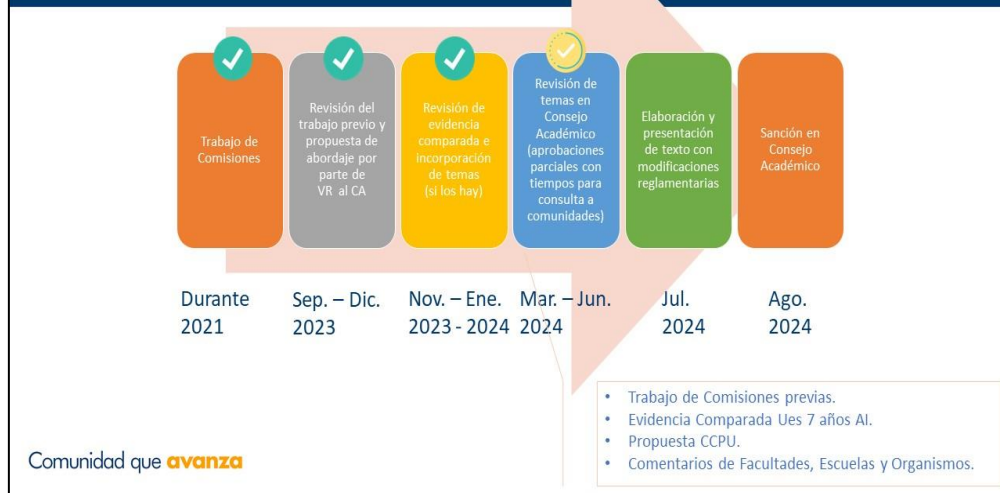 Trabajo de
Comisiones
Revisión del
trabajo previo y
propuesta de
abordaje por
parte de
VR al CA
Revisión de
evidencia
comparada e
incorporación
de temas
(si los hay)
Revisión de
temas en
Consejo
Académico
(aprobaciones
parciales con
tiempos para
consulta a
comunidades)
Elaboración y
presentación
de texto con
modificaciones
reglamentarias
Sanción en
Consejo
Académico
Durante
2021
Sep. – Dic.
2023
Nov. – Ene.
2023 - 2024
Mar. – Jun.
2024
Jul.
2024
Ago.
2024
• Trabajo de Comisiones previas.
• Evidencia Comparada Ues 7 años AI.
• Propuesta CCPU.
• Comentarios de Facultades, Escuelas y Organismos.
Comunidad que avanza